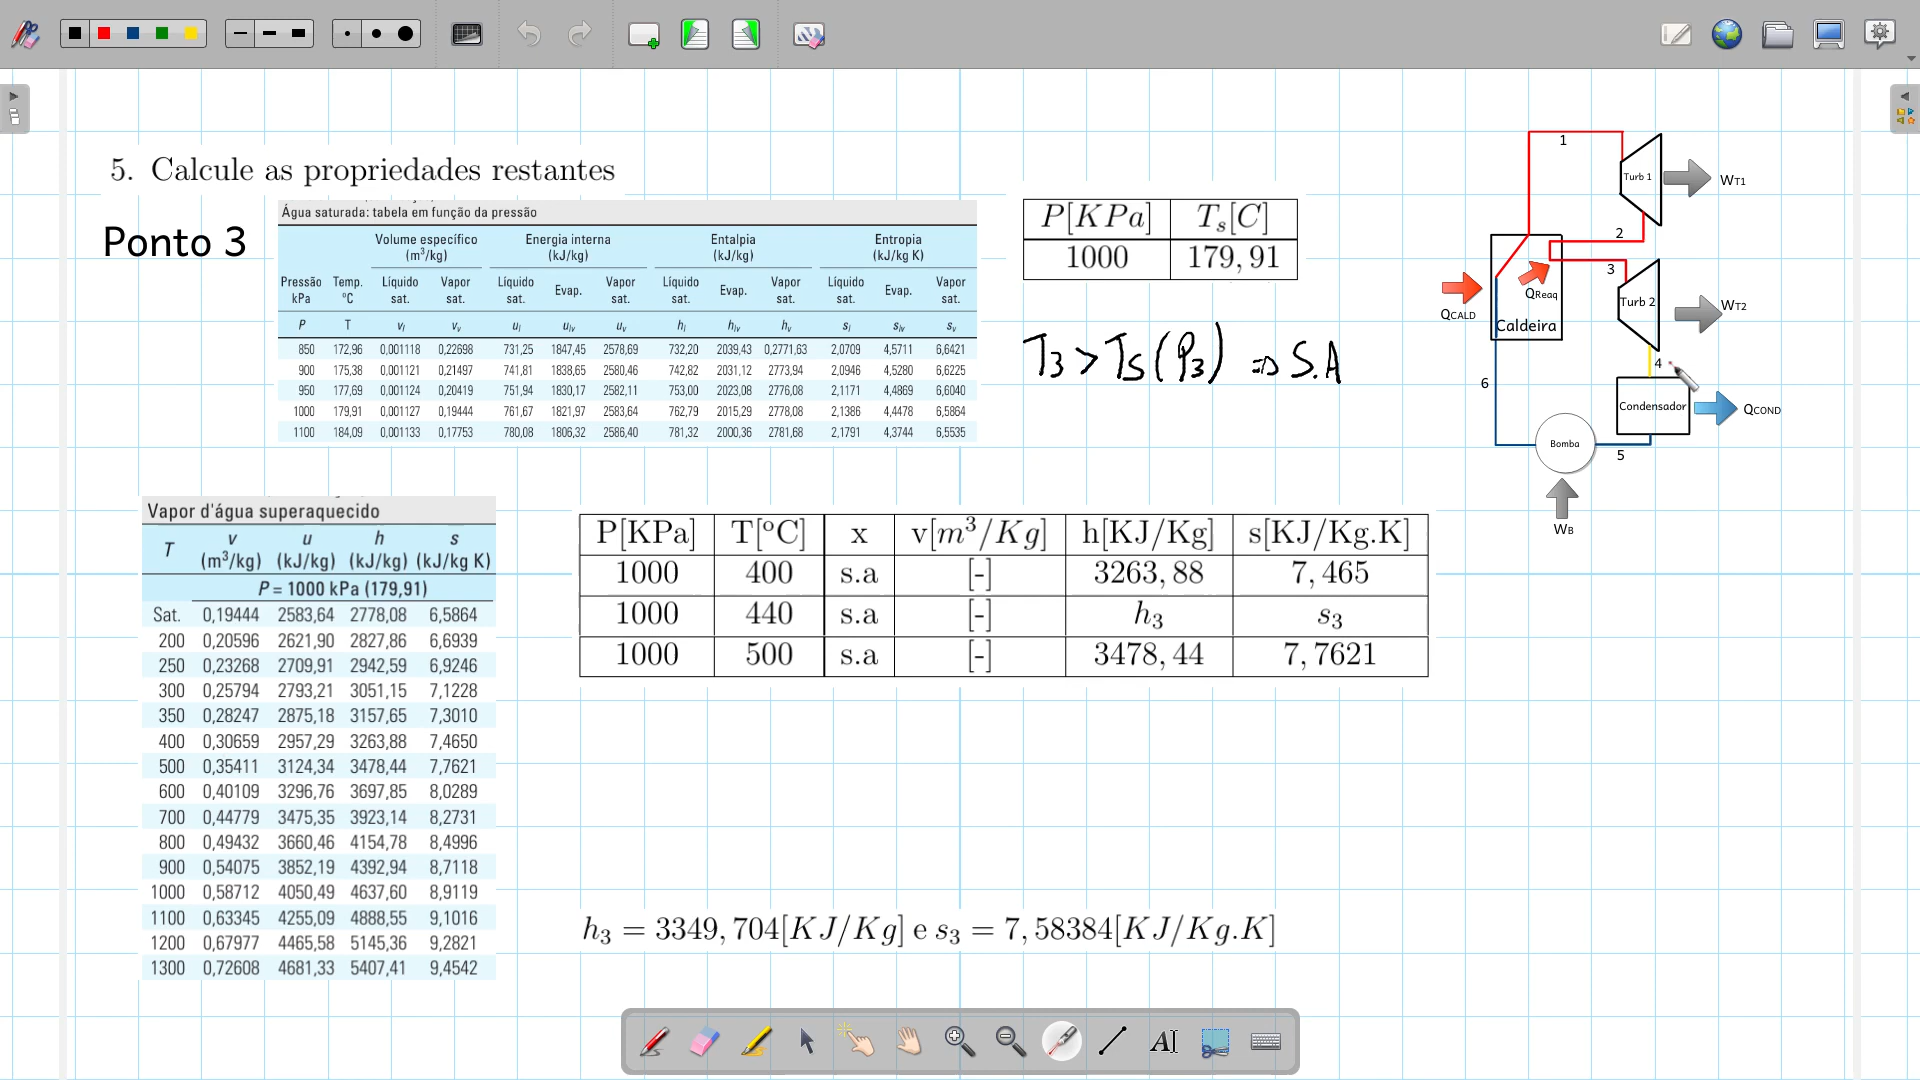 5. Calcule as propriedades restantes
Ponto 3
Água saturada: tabela em função da pressão
Volume específico (m³/kg) Energia interna (kJ/kg) Entalpia (kJ/kg) Entropia (kJ/kg K)
Pressão kPa Temp. °C Líquido sat. Vapor sat. Líquido sat. Evap. Vapor sat. Líquido sat. Evap. Vapor sat. Líquido sat. Evap. Vapor sat.
P T vl vv ul ulv uv hl hlv hv sl slv sv
850 172,96 0,001118 0,22698 731,25 1847,45 2578,69 732,20 2039,43 0,2771,63 2,0709 4,5711 6,6421
900 175,38 0,001121 0,21497 741,81 1838,65 2580,46 742,82 2031,12 2773,94 2,0946 4,5280 6,6225
950 177,69 0,001124 0,20419 751,94 1830,17 2582,11 753,00 2023,08 2776,08 2,1171 4,4869 6,6040
1000 179,91 0,001127 0,19444 761,67 1821,97 2583,64 762,79 2015,29 2778,08 2,1386 4,4478 6,5864
1100 184,09 0,001133 0,17753 780,08 1806,32 2586,40 781,32 2000,36 2781,68 2,1791 4,3744 6,5535
P[KPa] Ts[C]
1000 179,91
T3 > Ts(P3) => S.A
1
Turb 1
WT1
2
3
QReaq
QCALD
Caldeira
Turb 2
WT2
4
6
Condensador
QCOND
Bomba
5
WB
Vapor d'água superaquecido
T v (m³/kg) u (kJ/kg) h (kJ/kg) s (kJ/kg K)
P = 1000 kPa (179,91)
Sat. 0,19444 2583,64 2778,08 6,5864
200 0,20596 2621,90 2827,86 6,6939
250 0,23268 2709,91 2942,59 6,9246
300 0,25794 2793,21 3051,15 7,1228
350 0,28247 2875,18 3157,65 7,3010
400 0,30659 2957,29 3263,88 7,4650
500 0,35411 3124,34 3478,44 7,7621
600 0,40109 3296,76 3697,85 8,0289
700 0,44779 3475,35 3923,14 8,2731
800 0,49432 3660,46 4154,78 8,4996
900 0,54075 3852,19 4392,94 8,7118
1000 0,58712 4050,49 4637,60 8,9119
1100 0,63345 4255,09 4888,55 9,1016
1200 0,67977 4465,58 5145,36 9,2821
1300 0,72608 4681,33 5407,41 9,4542
P[KPa] T[°C] x v[m³/Kg] h[KJ/Kg] s[KJ/Kg.K]
1000 400 s.a [-] 3263,88 7,465
1000 440 s.a [-] h3 s3
1000 500 s.a [-] 3478,44 7,7621
h3 = 3349,704[KJ/Kg] e s3 = 7,58384[KJ/Kg.K]